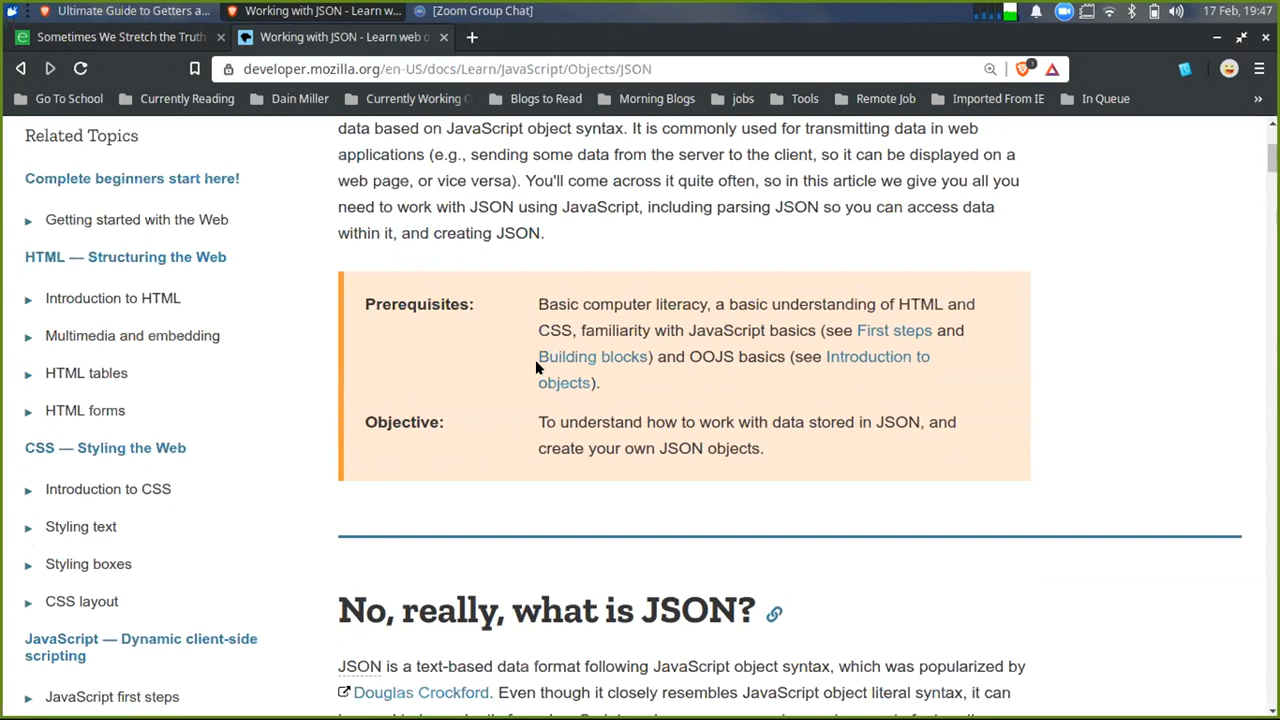 Ultimate Guide to Getters a...
Working with JSON - Learn w...
[Zoom Group Chat]
17 Feb, 19:47
Sometimes We Stretch the Truth
Working with JSON - Learn web
developer.mozilla.org/en-US/docs/Learn/JavaScript/Objects/JSON
Go To School
Currently Reading
Dain Miller
Currently Working
Blogs to Read
Morning Blogs
jobs
Tools
Remote Job
Imported From IE
In Queue
»
Related Topics
Complete beginners start here!
Getting started with the Web
HTML — Structuring the Web
Introduction to HTML
Multimedia and embedding
HTML tables
HTML forms
CSS — Styling the Web
Introduction to CSS
Styling text
Styling boxes
CSS layout
JavaScript — Dynamic client-side
scripting
JavaScript first steps
data based on JavaScript object syntax. It is commonly used for transmitting data in web
applications (e.g., sending some data from the server to the client, so it can be displayed on a
web page, or vice versa). You'll come across it quite often, so in this article we give you all you
need to work with JSON using JavaScript, including parsing JSON so you can access data
within it, and creating JSON.
Prerequisites:
Basic computer literacy, a basic understanding of HTML and
CSS, familiarity with JavaScript basics (see First steps and
Building blocks) and OOJS basics (see Introduction to
objects).
Objective:
To understand how to work with data stored in JSON, and
create your own JSON objects.
No, really, what is JSON?
JSON is a text-based data format following JavaScript object syntax, which was popularized by
Douglas Crockford. Even though it closely resembles JavaScript object literal syntax, it can